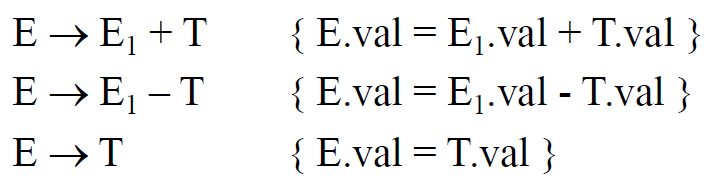 E → E₁ + T { E.val = E₁.val + T.val }
E → E₁ – T { E.val = E₁.val - T.val }
E → T { E.val = T.val }